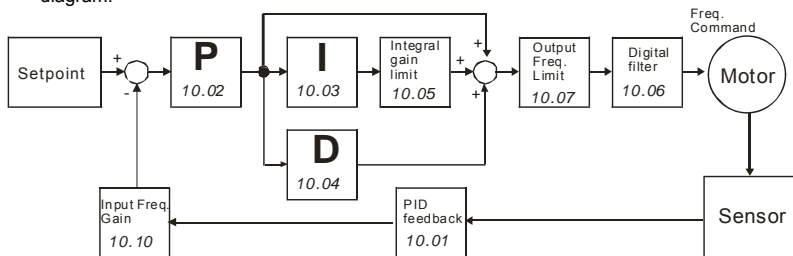 diagram.
Setpoint
+
-
P
10.02
I
10.03
Integral
gain
limit
10.05
D
10.04
+
+
+
Output
Freq.
Limit
10.07
Digital
filter
10.06
Freq.
Command
Motor
Input Freq.
Gain
10.10
PID
feedback
10.01
Sensor